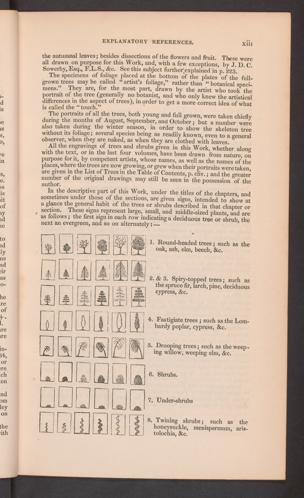 EXPLANATORY REFERENCES. xiii
the autumnal leaves; besides dissections of the flowers and fruit. These were
all drawn on purpose for this Work, and, with a few exceptions, by J. D. C.
Sowerby, Esq., F.L.S., &c. See this subject further explained in p. 223.
The specimens of foliage placed at the bottom of the plates of the full-
grown trees may be called "artist's foliage," rather than "botanical speci-
mens." They are, for the most part, drawn by the artist who took the
portrait of the tree (generally no botanist, and who only knew the artistical
differences in the aspect of trees), in order to get a more correct idea of what
is called the "touch."
The portraits of all the trees, both young and full grown, were taken chiefly
during the months of August, September, and October; but a number were
also taken during the winter season, in order to show the skeleton tree
without its foliage; several species being as readily known, even to a general
observer, when they are naked, as when they are clothed with leaves.
All the engravings of trees and shrubs given in this Work, whether along
with the text, or in the last four volumes, have been drawn from nature, on
purpose for it, by competent artists, whose names, as well as the names of the
places, where the trees are now growing, or grew when their portraits were taken,
are given in the List of Trees in the Table of Contents, p. ; and the greater
number of the original drawings may still be seen in the possession of the
author.
In the descriptive part of this Work, under the titles of the chapters, and
sometimes under those of the sections, are given signs, intended to show at
a glance the general habit of the trees or shrubs described in that chapter or
section. These signs represent large, small, and middle-sized plants, and are
as follows; the first sign in each row indicating a deciduous tree or shrub, the
next an evergreen, and so on alternately: —
1. Round-headed trees; such as the
oak, ash, elm, beech, &c.
2. & 3. Spiry-topped trees; such as
the spruce fir, larch, pine, deciduous
cypress, &c.
4. Fastigiate trees; such as the Lom-
bardy poplar, cypress, &c.
5. Drooping trees; such as the weep-
ing willow, weeping elm, &c.
6. Shrubs.
7. Under-shrubs
8. Twining shrubs; such as the
honeysuckle, menispermum, aris-
tolochia, &c.